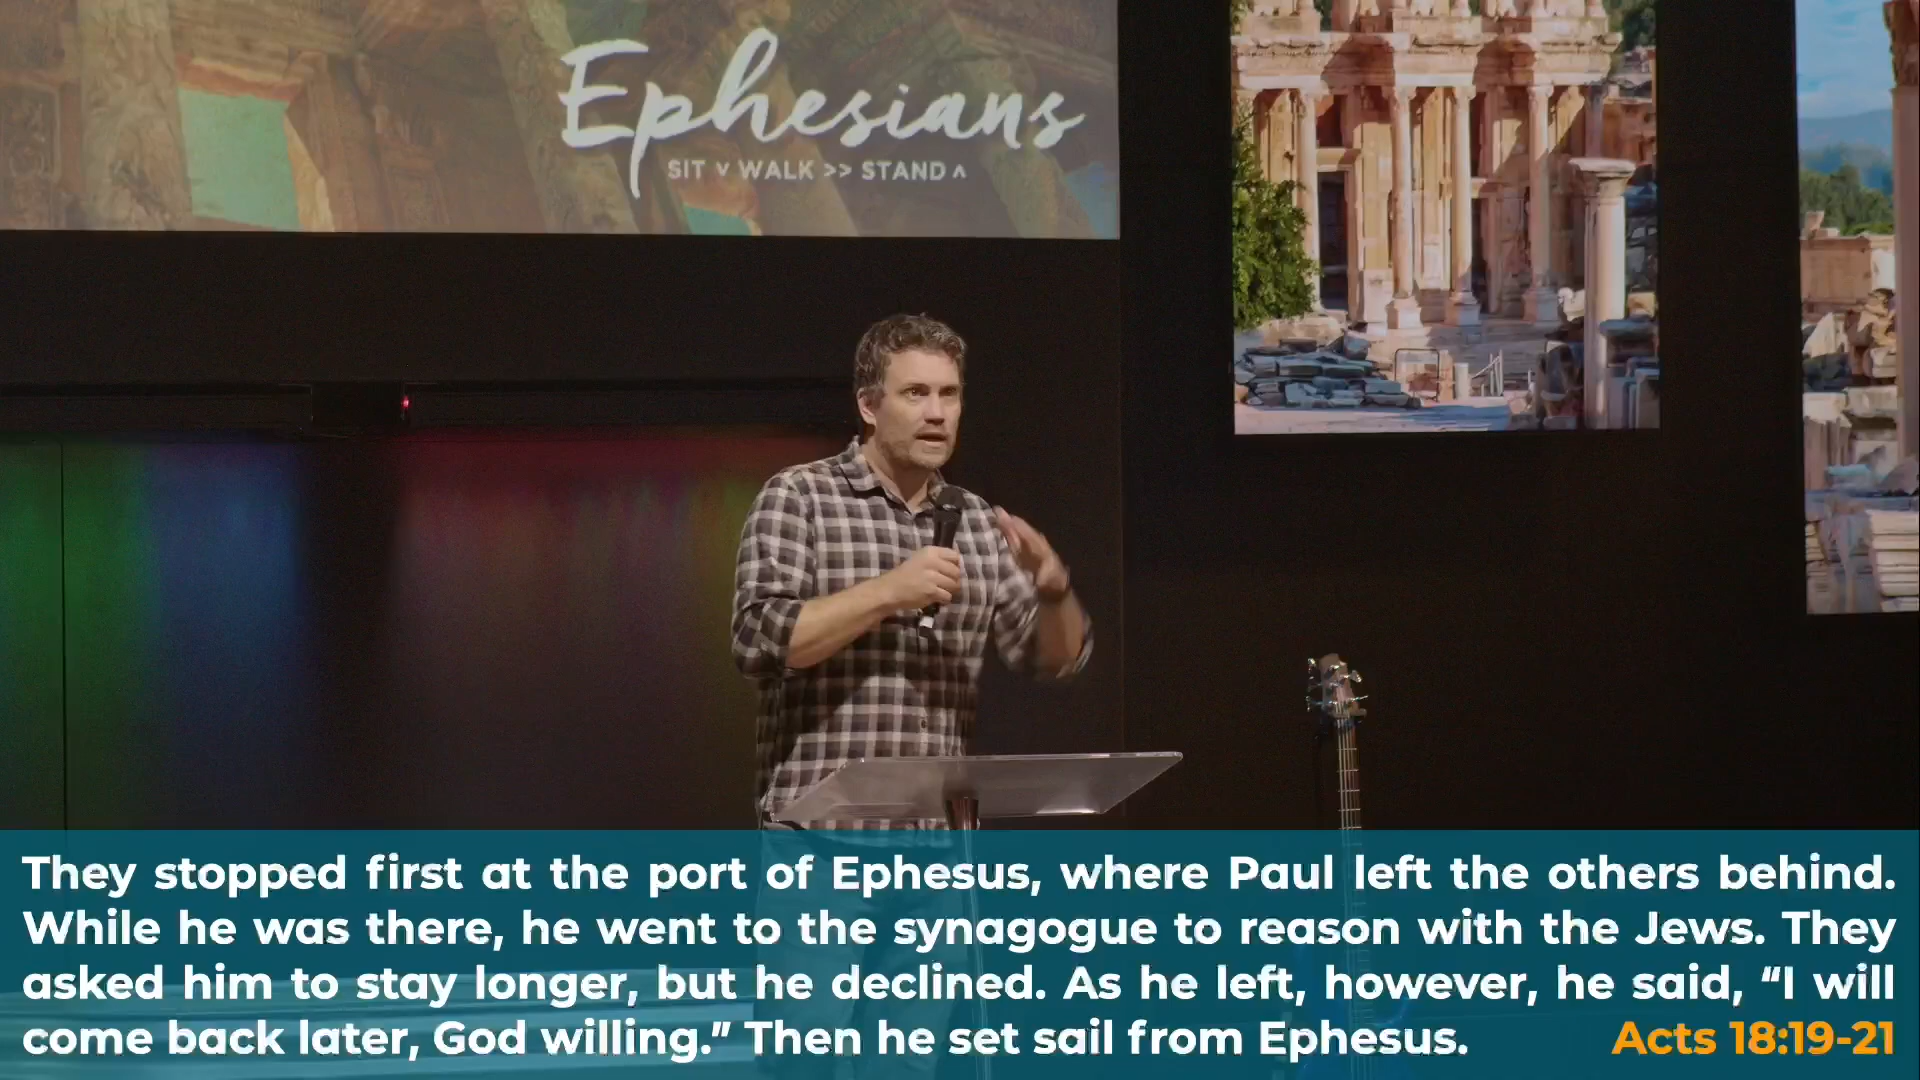 Ephesians
SIT v WALK >> STAND ^
They stopped first at the port of Ephesus, where Paul left the others behind.
While he was there, he went to the synagogue to reason with the Jews. They
asked him to stay longer, but he declined. As he left, however, he said, “I will
come back later, God willing.” Then he set sail from Ephesus. Acts 18:19-21